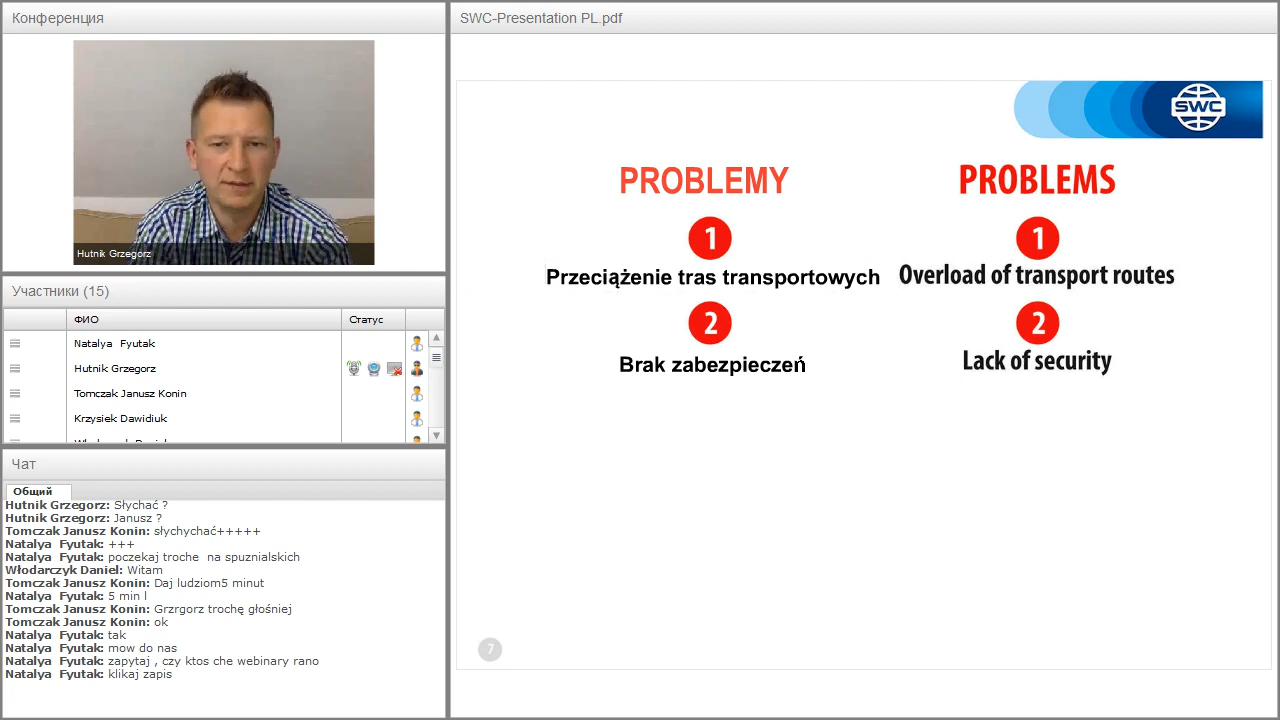 Конференция
Hutnik Grzegorz
Участники (15)
ФИО
Статус
Natalya Fyutak
Hutnik Grzegorz
Tomczak Janusz Konin
Krzysiek Dawidiuk
Чат
Общий
Hutnik Grzegorz: Słychać ?
Hutnik Grzegorz: Janusz ?
Tomczak Janusz Konin: słychychać+++++
Natalya Fyutak: +++
Natalya Fyutak: poczekaj troche na spuznialskich
Włodarczyk Daniel: Witam
Tomczak Janusz Konin: Daj ludziom5 minut
Natalya Fyutak: 5 min l
Tomczak Janusz Konin: Grzrgorz trochę głośniej
Tomczak Janusz Konin: ok
Natalya Fyutak: tak
Natalya Fyutak: mow do nas
Natalya Fyutak: zapytaj , czy ktos che webinary rano
Natalya Fyutak: klikaj zapis
SWC-Presentation PL.pdf
SWC
PROBLEMY
1
Przeciążenie tras transportowych
2
Brak zabezpieczeń
PROBLEMS
1
Overload of transport routes
2
Lack of security
7